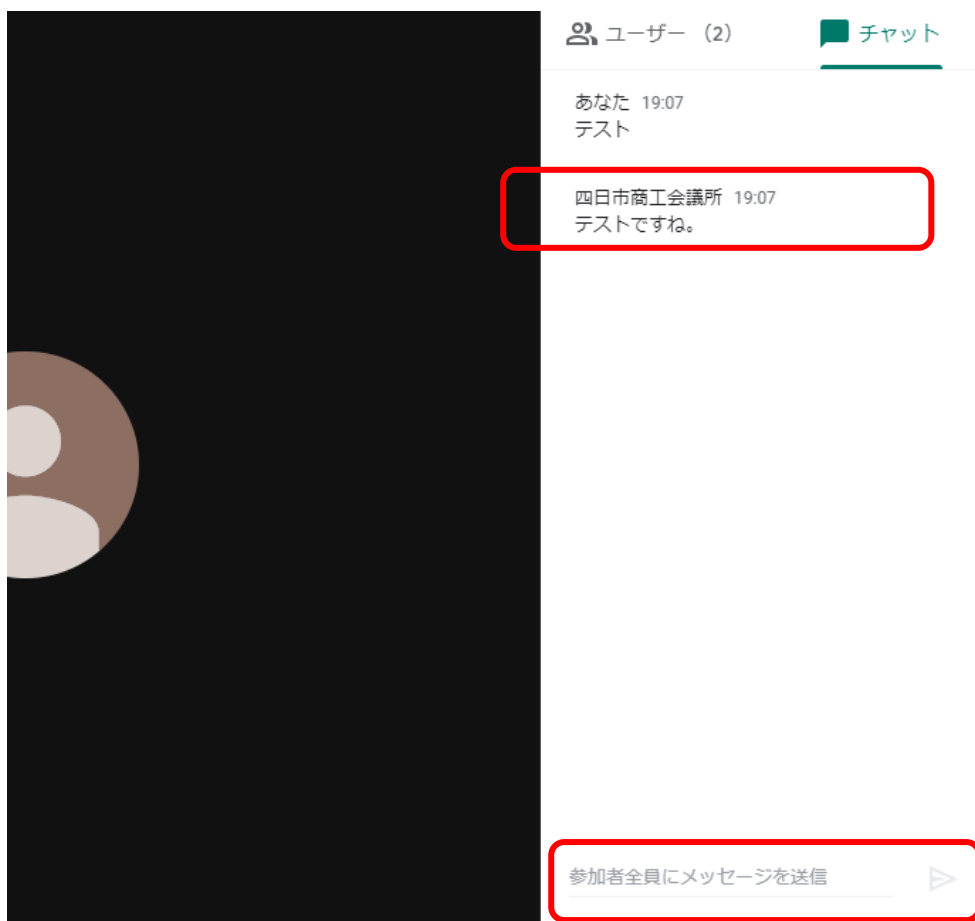 ユーザー （2） チャット
あなた 19:07
テスト
四日市商工会議所 19:07
テストですね。
参加者全員にメッセージを送信